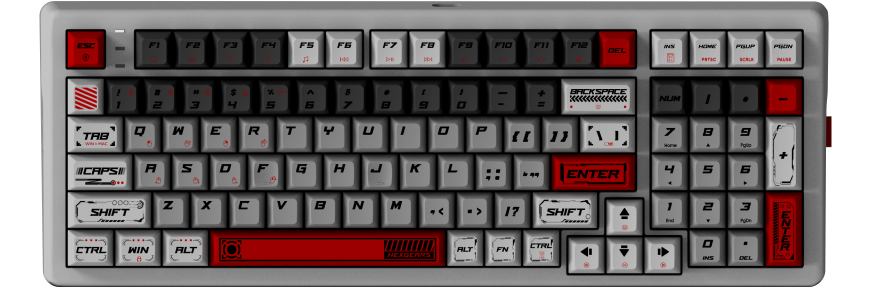 ESC F1 F2 F3 F4 F5 F6 F7 F8 F9 F10 F11 F12 DEL INS HOME PGUP PGDN
PRTSC SCRLK PAUSE
! @ # $ % ^ & * ( ) — + BACKSPACE NUM / * −
1 2 3 4 5 6 7 8 9 0 - =
TAB Q W E R T Y U I O P [ { ] } \ | 7 8 9 +
WIN+MAC Home PgUp
CAPS A S D F G H J K L ; : ' " ENTER 4 5 6
SHIFT Z X C V B N M , < . > / ? SHIFT 1 2 3 ENTER
End PgDn
CTRL WIN ALT HEXGEARS ALT FN CTRL 0 .
INS DEL